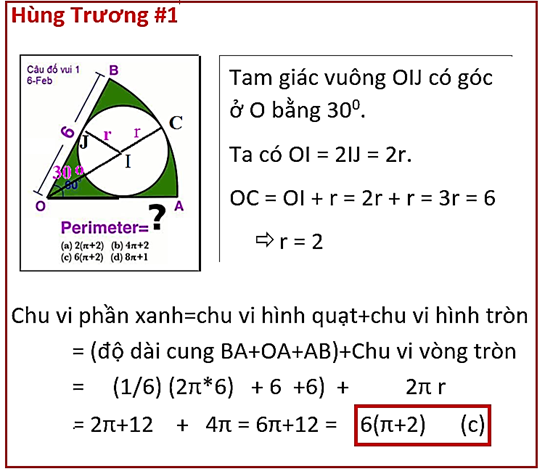 Hùng Trương #1
Câu đố vui 1
6-Feb
B
6
r
r
C
J
I
30°
60
O
A
Perimeter= ?
(a) 2(π+2) (b) 4π+2
(c) 6(π+2) (d) 8π+1
Tam giác vuông OIJ có góc
ở O bằng 30⁰.
Ta có OI = 2IJ = 2r.
OC = OI + r = 2r + r = 3r = 6
⇨ r = 2
Chu vi phần xanh=chu vi hình quạt+chu vi hình tròn
= (độ dài cung BA+OA+AB)+Chu vi vòng tròn
= (1/6) (2π*6) + 6 +6) + 2π r
= 2π+12 + 4π = 6π+12 = 6(π+2) (c)